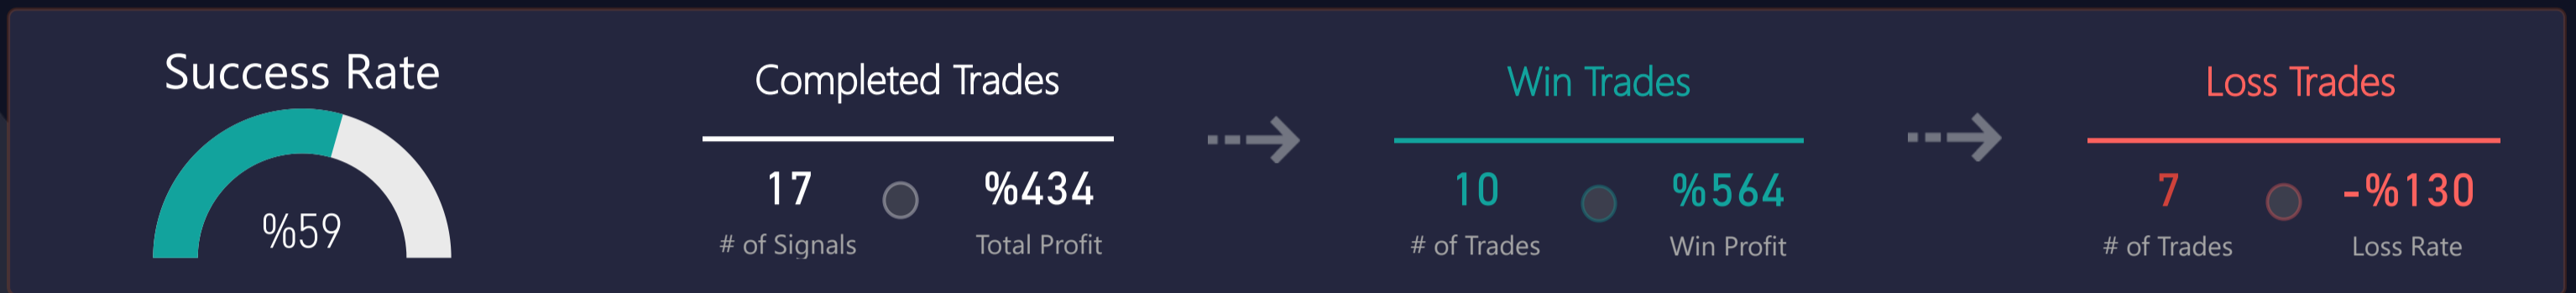 Success Rate
%59
Completed Trades
17 %434
# of Signals Total Profit
Win Trades
10 %564
# of Trades Win Profit
Loss Trades
7 -%130
# of Trades Loss Rate